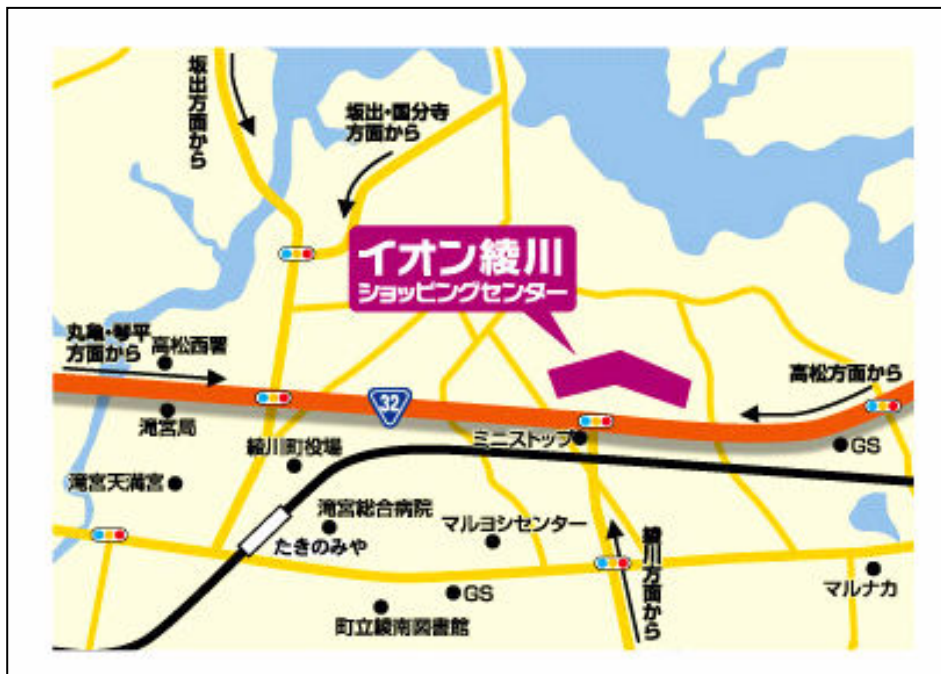 坂出方面から
坂出・国分寺
方面から
イオン綾川
ショッピングセンター
丸亀・琴平
方面から
高松西署
高松方面から
32
滝宮局
ミニストップ
GS
綾川町役場
滝宮天満宮
滝宮総合病院
マルヨシセンター
たきのみや
綾川方面から
マルナカ
GS
町立綾南図書館